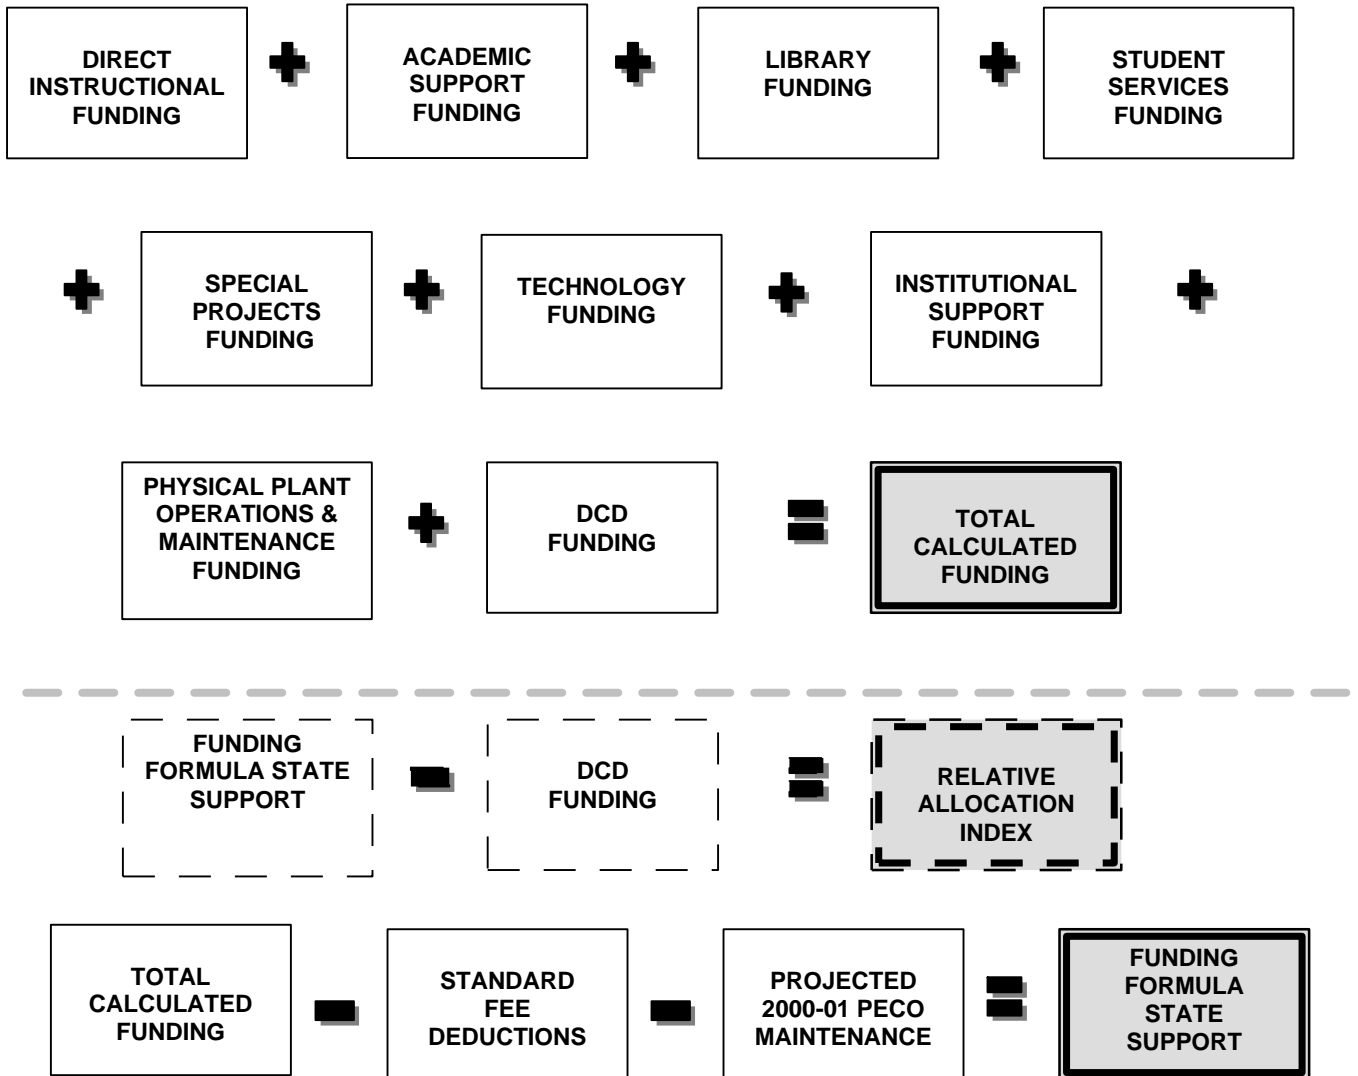 DIRECT
INSTRUCTIONAL
FUNDING
+
ACADEMIC
SUPPORT
FUNDING
+
LIBRARY
FUNDING
+
STUDENT
SERVICES
FUNDING
+
SPECIAL
PROJECTS
FUNDING
+
TECHNOLOGY
FUNDING
+
INSTITUTIONAL
SUPPORT
FUNDING
+
PHYSICAL PLANT
OPERATIONS &
MAINTENANCE
FUNDING
+
DCD
FUNDING
=
TOTAL
CALCULATED
FUNDING
FUNDING
FORMULA STATE
SUPPORT
-
DCD
FUNDING
=
RELATIVE
ALLOCATION
INDEX
TOTAL
CALCULATED
FUNDING
-
STANDARD
FEE
DEDUCTIONS
-
PROJECTED
2000-01 PECO
MAINTENANCE
=
FUNDING
FORMULA
STATE
SUPPORT